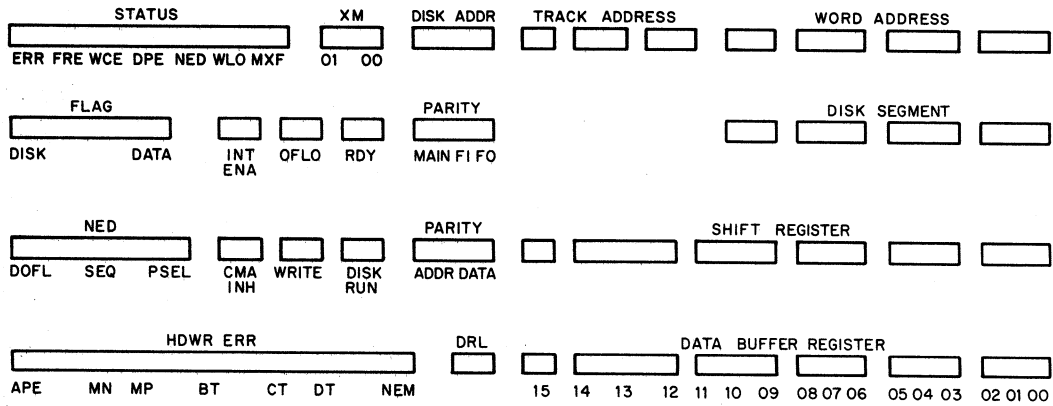 STATUS XM DISK ADDR TRACK ADDRESS WORD ADDRESS
ERR FRE WCE DPE NED WLO MXF 01 00
FLAG PARITY DISK SEGMENT
DISK DATA INT ENA OFLO RDY MAIN FIFO
NED PARITY SHIFT REGISTER
DOFL SEQ PSEL CMA INH WRITE DISK RUN ADDR DATA
HDWR ERR DRL DATA BUFFER REGISTER
APE MN MP BT CT DT NEM 15 14 13 12 11 10 09 08 07 06 05 04 03 02 01 00